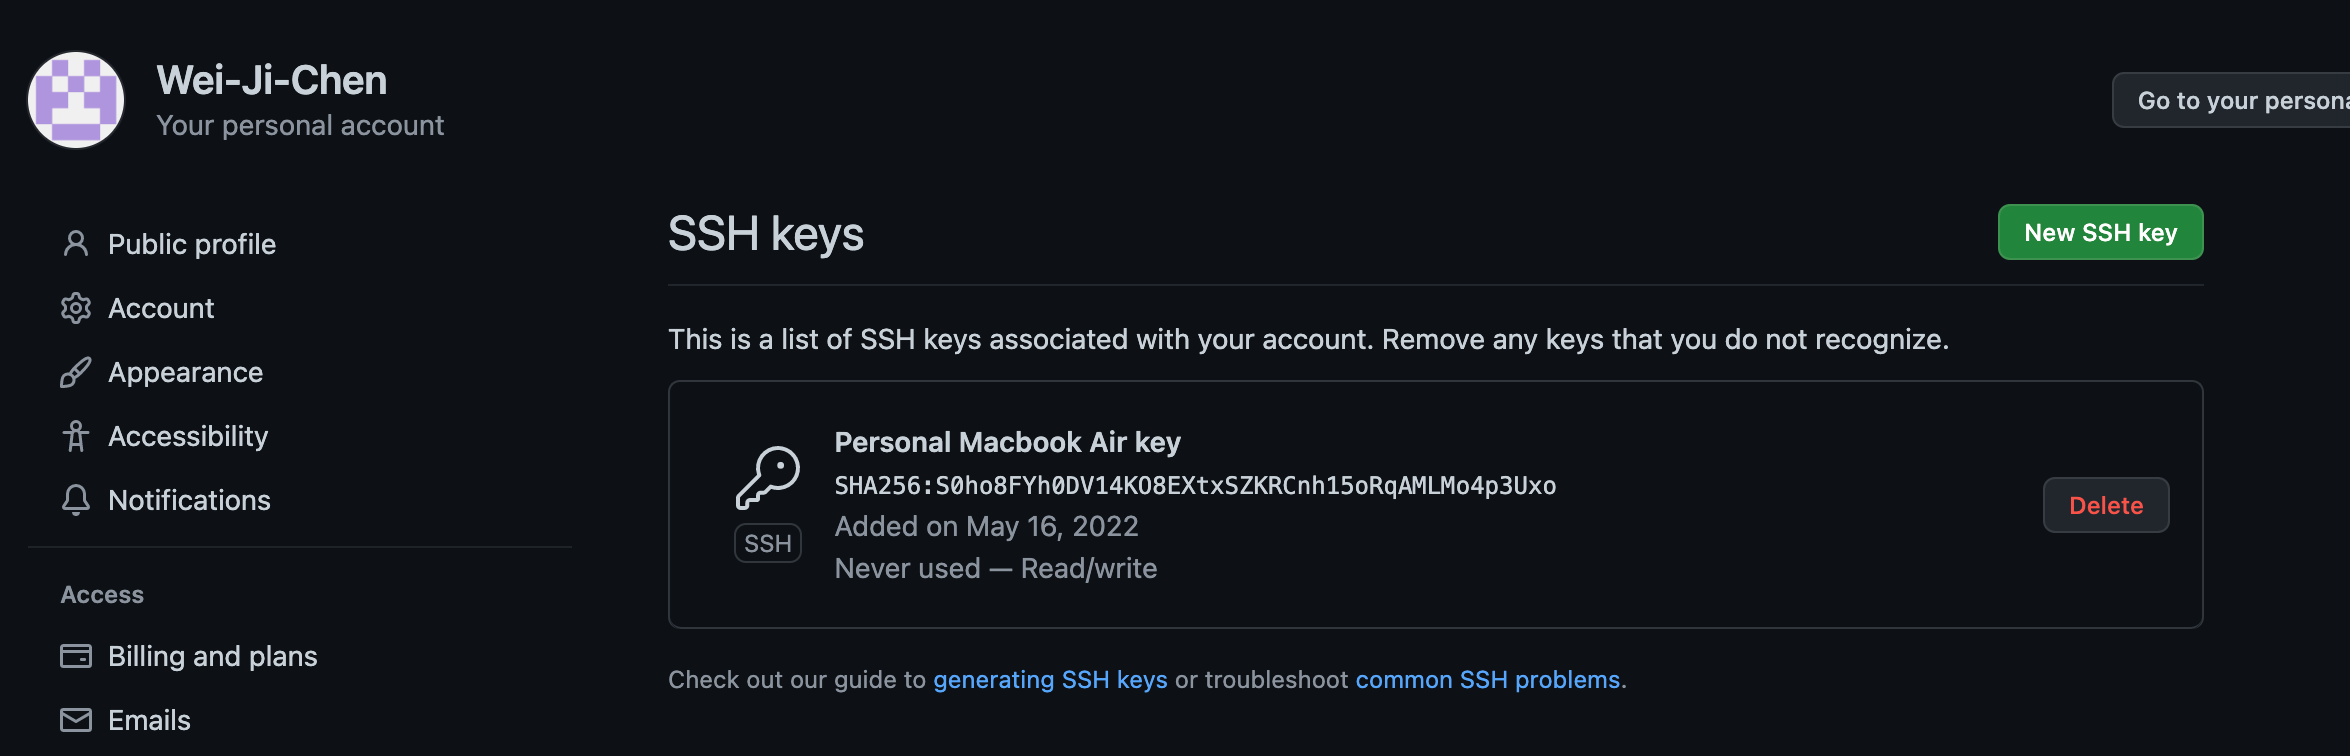 Wei-Ji-Chen
Your personal account
Go to your persona
Public profile
Account
Appearance
Accessibility
Notifications
Access
Billing and plans
Emails
SSH keys
New SSH key
This is a list of SSH keys associated with your account. Remove any keys that you do not recognize.
Personal Macbook Air key
SHA256:S0ho8FYh0DV14KO8EXtxSZKRCnh15oRqAMLMo4p3Uxo
SSH
Added on May 16, 2022
Never used — Read/write
Delete
Check out our guide to generating SSH keys or troubleshoot common SSH problems.